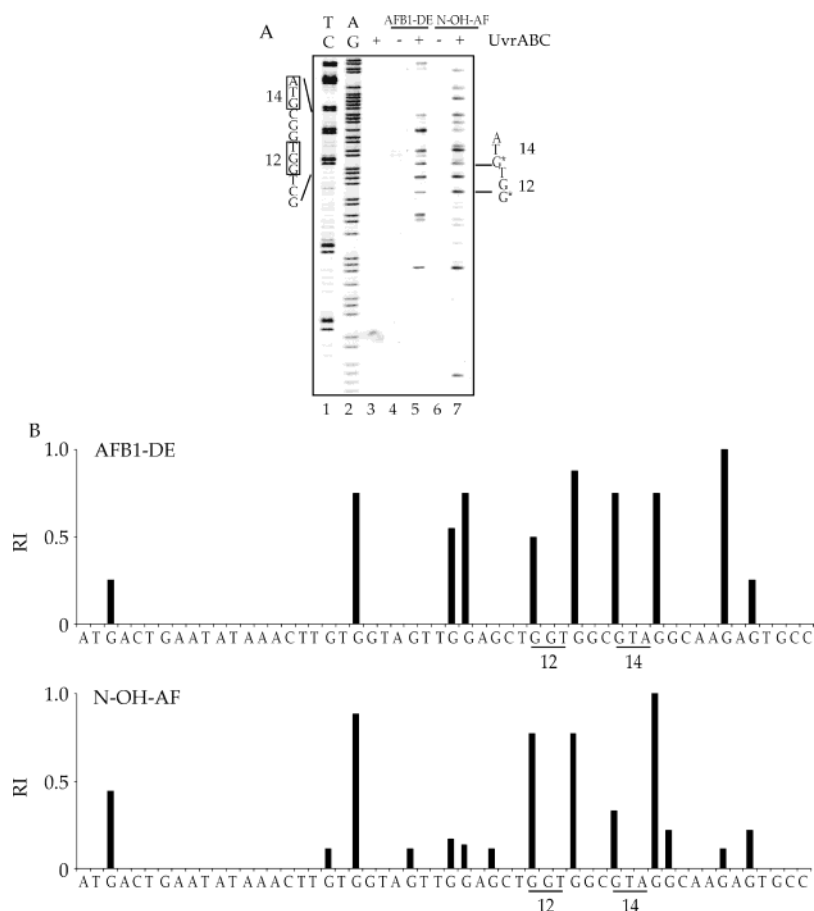 A
T A AFB1-DE N-OH-AF
C G + - + - + UvrABC
14
A
T
G
C
G
G
12
T
G
G
T
C
G
A
T 14
G*
T
G 12
G*
1 2 3 4 5 6 7
B
AFB1-DE
1.0
0.5
0
RI
ATGACTGAATATAAACTTGTGGTAGTTGGAGCTGGTGGCGTAGGCAAGAGTGCC
12 14
N-OH-AF
1.0
0.5
0
RI
ATGACTGAATATAAACTTGTGGTAGTTGGAGCTGGTGGCGTAGGCAAGAGTGCC
12 14